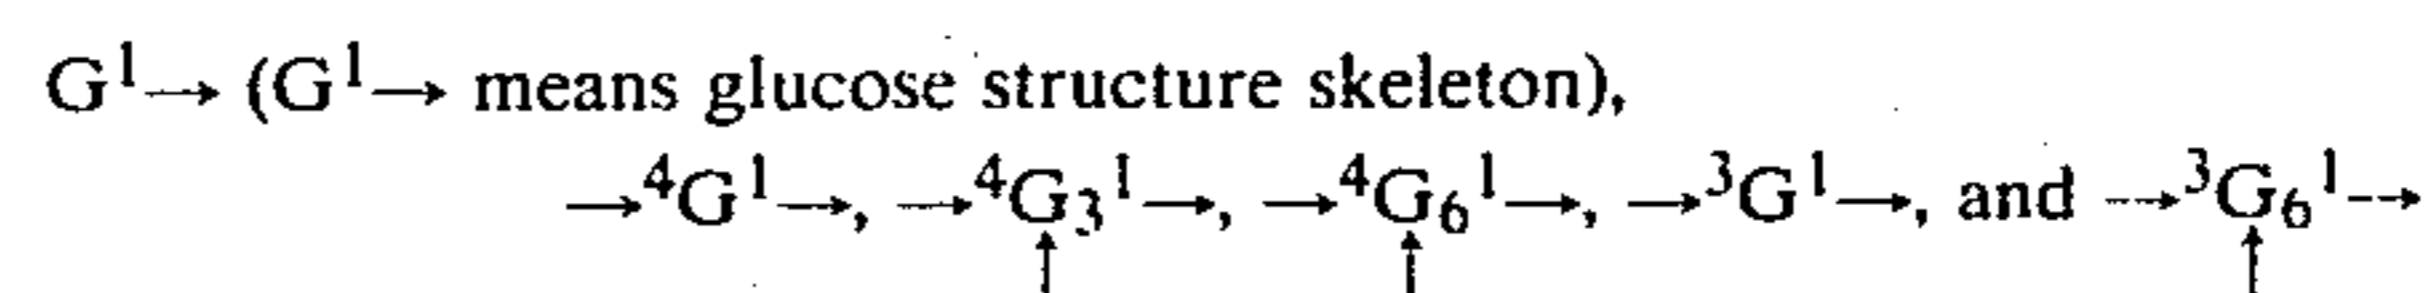 G¹→ (G¹→ means glucose structure skeleton),
→⁴G¹→, →⁴G₃¹→, →⁴G₆¹→, →³G¹→, and →³G₆¹→
↑ ↑ ↑